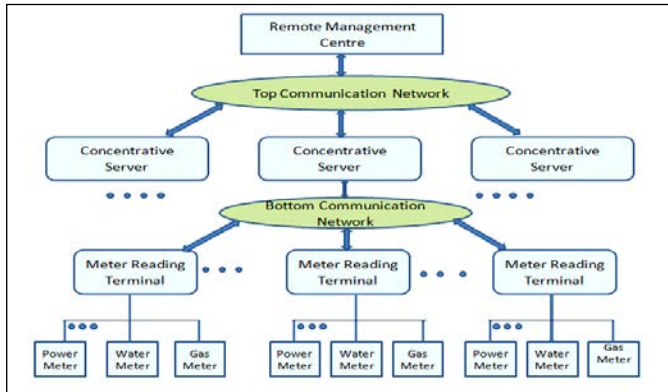 Remote Management
Centre
Top Communication Network
Concentrative
Server
Concentrative
Server
Concentrative
Server
Bottom Communication
Network
Meter Reading
Terminal
Meter Reading
Terminal
Meter Reading
Terminal
Power
Meter
Water
Meter
Gas
Meter
Power
Meter
Water
Meter
Gas
Meter
Power
Meter
Water
Meter
Gas
Meter